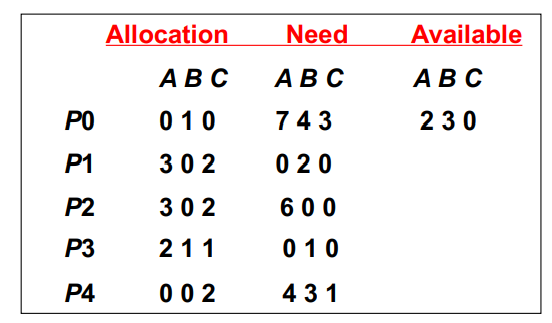 Allocation Need Available
A B C A B C A B C
P0 0 1 0 7 4 3 2 3 0
P1 3 0 2 0 2 0
P2 3 0 2 6 0 0
P3 2 1 1 0 1 0
P4 0 0 2 4 3 1